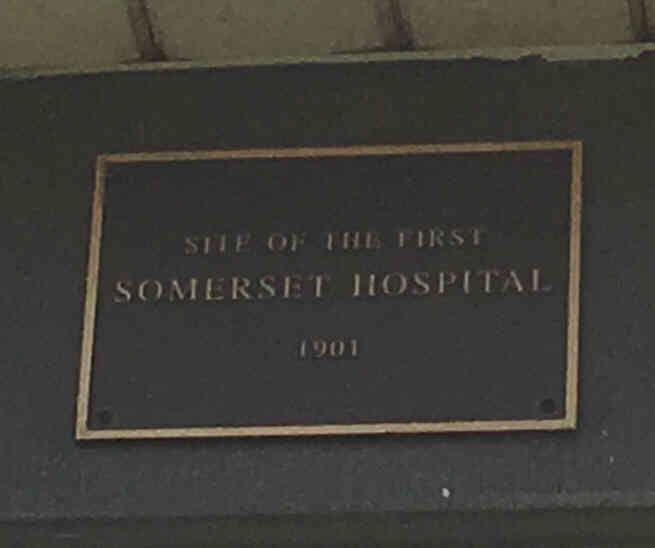 SITE OF THE FIRST
SOMERSET HOSPITAL
1901